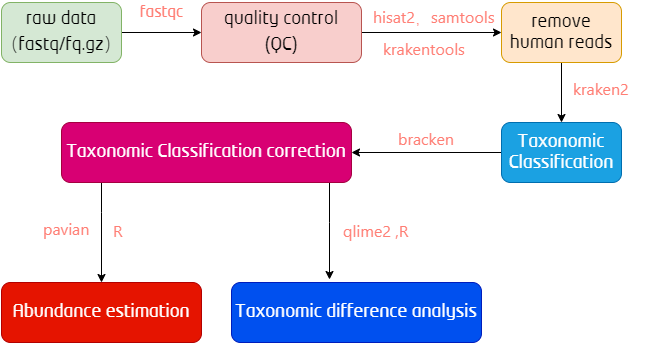 raw data
(fastq/fq.gz)
fastqc
quality control
(QC)
hisat2, samtools
krakentools
remove
human reads
kraken2
Taxonomic
Classification
bracken
Taxonomic Classification correction
pavian
R
qlime2 ,R
Abundance estimation
Taxonomic difference analysis